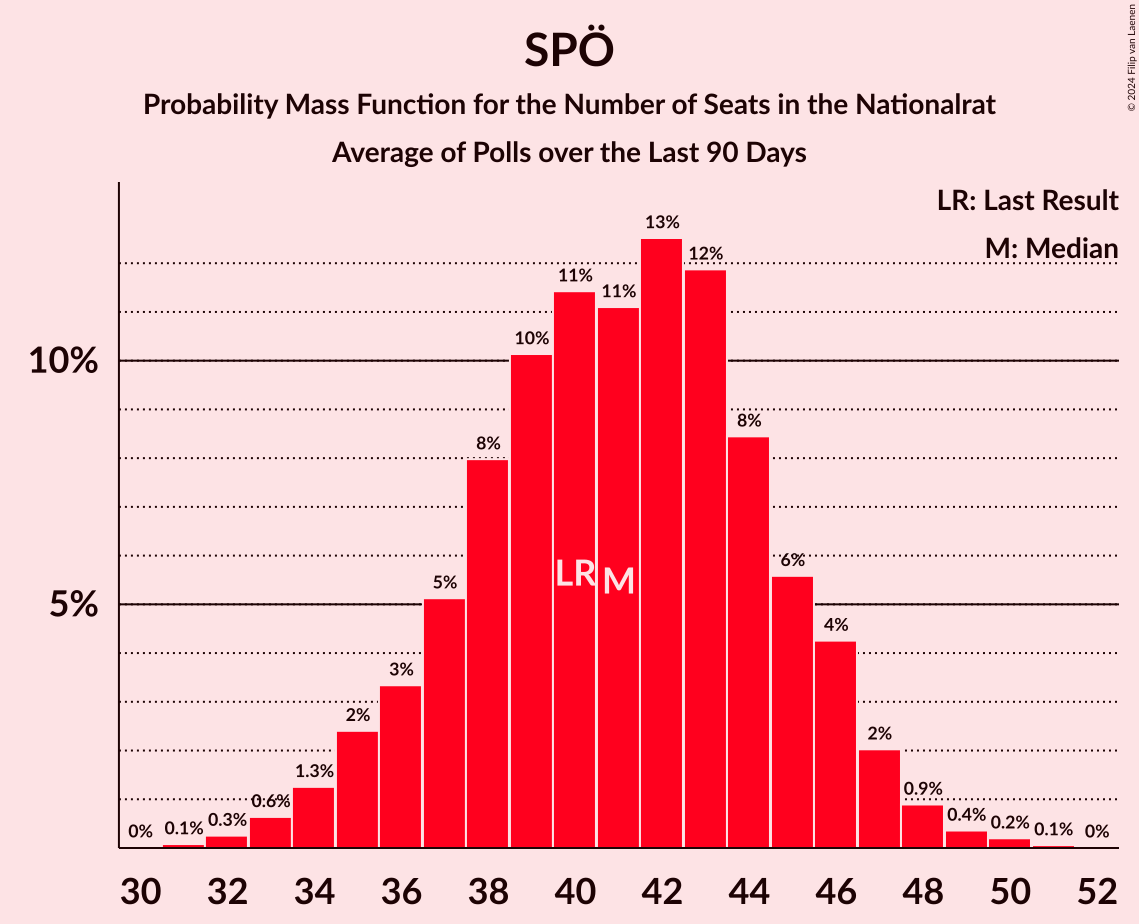 SPÖ
Probability Mass Function for the Number of Seats in the Nationalrat
Average of Polls over the Last 90 Days
© 2024 Filip van Laenen
LR: Last Result
M: Median
10%
5%
0%
0.1%
0.3%
0.6%
1.3%
2%
3%
5%
8%
10%
11%
11%
13%
12%
8%
6%
4%
2%
0.9%
0.4%
0.2%
0.1%
0%
LR
M
30 32 34 36 38 40 42 44 46 48 50 52